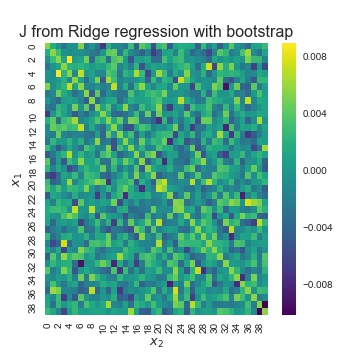 J from Ridge regression with bootstrap
0 2 4 6 8 10 12 14 16 18 20 22 24 26 28 30 32 34 36 38
x1
0 2 4 6 8 10 12 14 16 18 20 22 24 26 28 30 32 34 36 38
x2
0.008
0.004
0.000
−0.004
−0.008